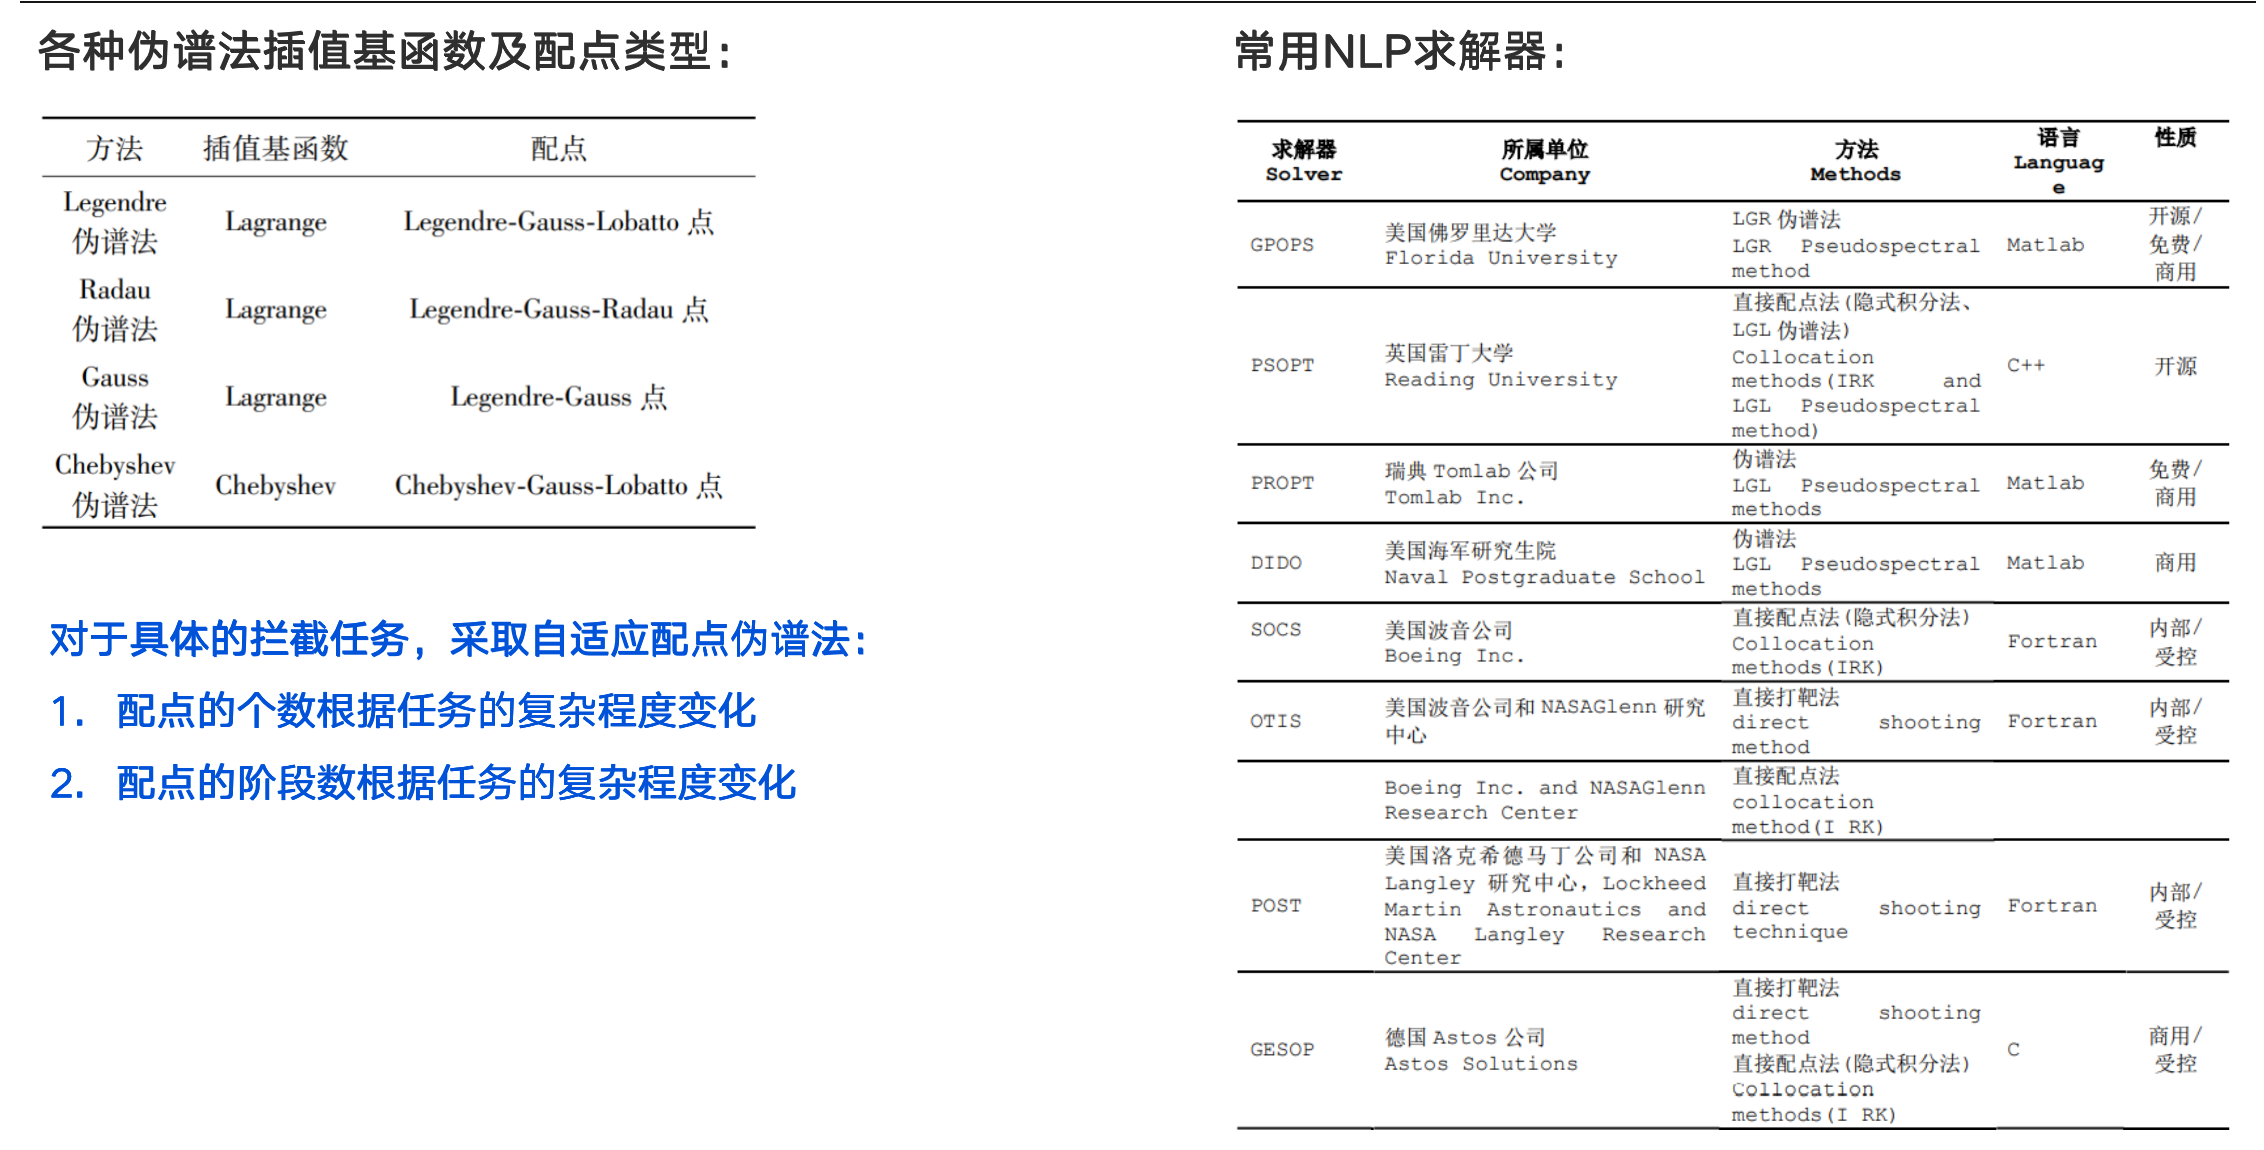 各种伪谱法插值基函数及配点类型：
方法 插值基函数 配点
Legendre
伪谱法
Lagrange
Legendre-Gauss-Lobatto 点
Radau
伪谱法
Lagrange
Legendre-Gauss-Radau 点
Gauss
伪谱法
Lagrange
Legendre-Gauss 点
Chebyshev
伪谱法
Chebyshev
Chebyshev-Gauss-Lobatto 点
对于具体的拦截任务，采取自适应配点伪谱法：
1. 配点的个数根据任务的复杂程度变化
2. 配点的阶段数根据任务的复杂程度变化
常用NLP求解器：
求解器
Solver
所属单位
Company
方法
Methods
语言
Languag
e
性质
GPOPS
美国佛罗里达大学
Florida University
LGR 伪谱法
LGR Pseudospectral
method
Matlab
开源/
免费/
商用
PSOPT
英国雷丁大学
Reading University
直接配点法(隐式积分法、
LGL 伪谱法)
Collocation
methods(IRK and
LGL Pseudospectral
method)
C++
开源
PROPT
瑞典 Tomlab 公司
Tomlab Inc.
伪谱法
LGL Pseudospectral
methods
Matlab
免费/
商用
DIDO
美国海军研究生院
Naval Postgraduate School
伪谱法
LGL Pseudospectral
methods
Matlab
商用
SOCS
美国波音公司
Boeing Inc.
直接配点法(隐式积分法)
Collocation
methods(IRK)
Fortran
内部/
受控
OTIS
美国波音公司和 NASAGlenn 研究
中心
直接打靶法
direct shooting
method
Fortran
内部/
受控
Boeing Inc. and NASAGlenn
Research Center
直接配点法
collocation
method(I RK)
POST
美国洛克希德马丁公司和 NASA
Langley 研究中心，Lockheed
Martin Astronautics and
NASA Langley Research
Center
直接打靶法
direct shooting
technique
Fortran
内部/
受控
GESOP
德国 Astos 公司
Astos Solutions
直接打靶法
direct shooting
method
直接配点法(隐式积分法)
Collocation
methods(I RK)
C
商用/
受控